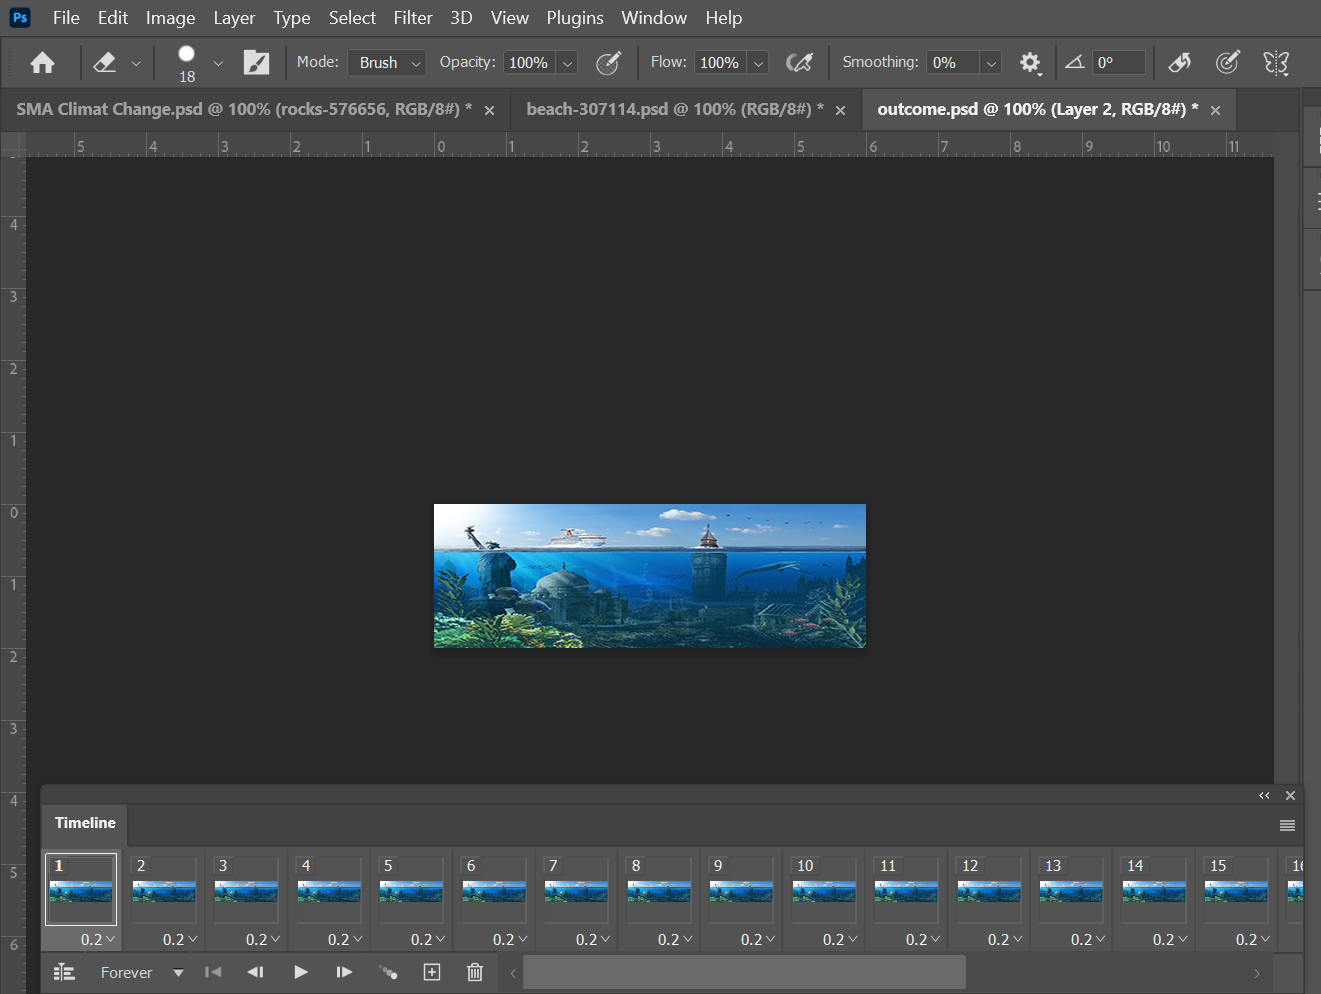 Ps File Edit Image Layer Type Select Filter 3D View Plugins Window Help
18 Mode: Brush Opacity: 100% Flow: 100% Smoothing: 0% 0°
SMA Climat Change.psd @ 100% (rocks-576656, RGB/8#) * × beach-307114.psd @ 100% (RGB/8#) * × outcome.psd @ 100% (Layer 2, RGB/8#) * ×
5 4 3 2 1 0 1 2 3 4 5 6 7 8 9 10 11
4
3
2
1
0
1
2
3
4
5
6
Timeline
1 2 3 4 5 6 7 8 9 10 11 12 13 14 15
0.2 0.2 0.2 0.2 0.2 0.2 0.2 0.2 0.2 0.2 0.2 0.2 0.2 0.2 0.2
Forever